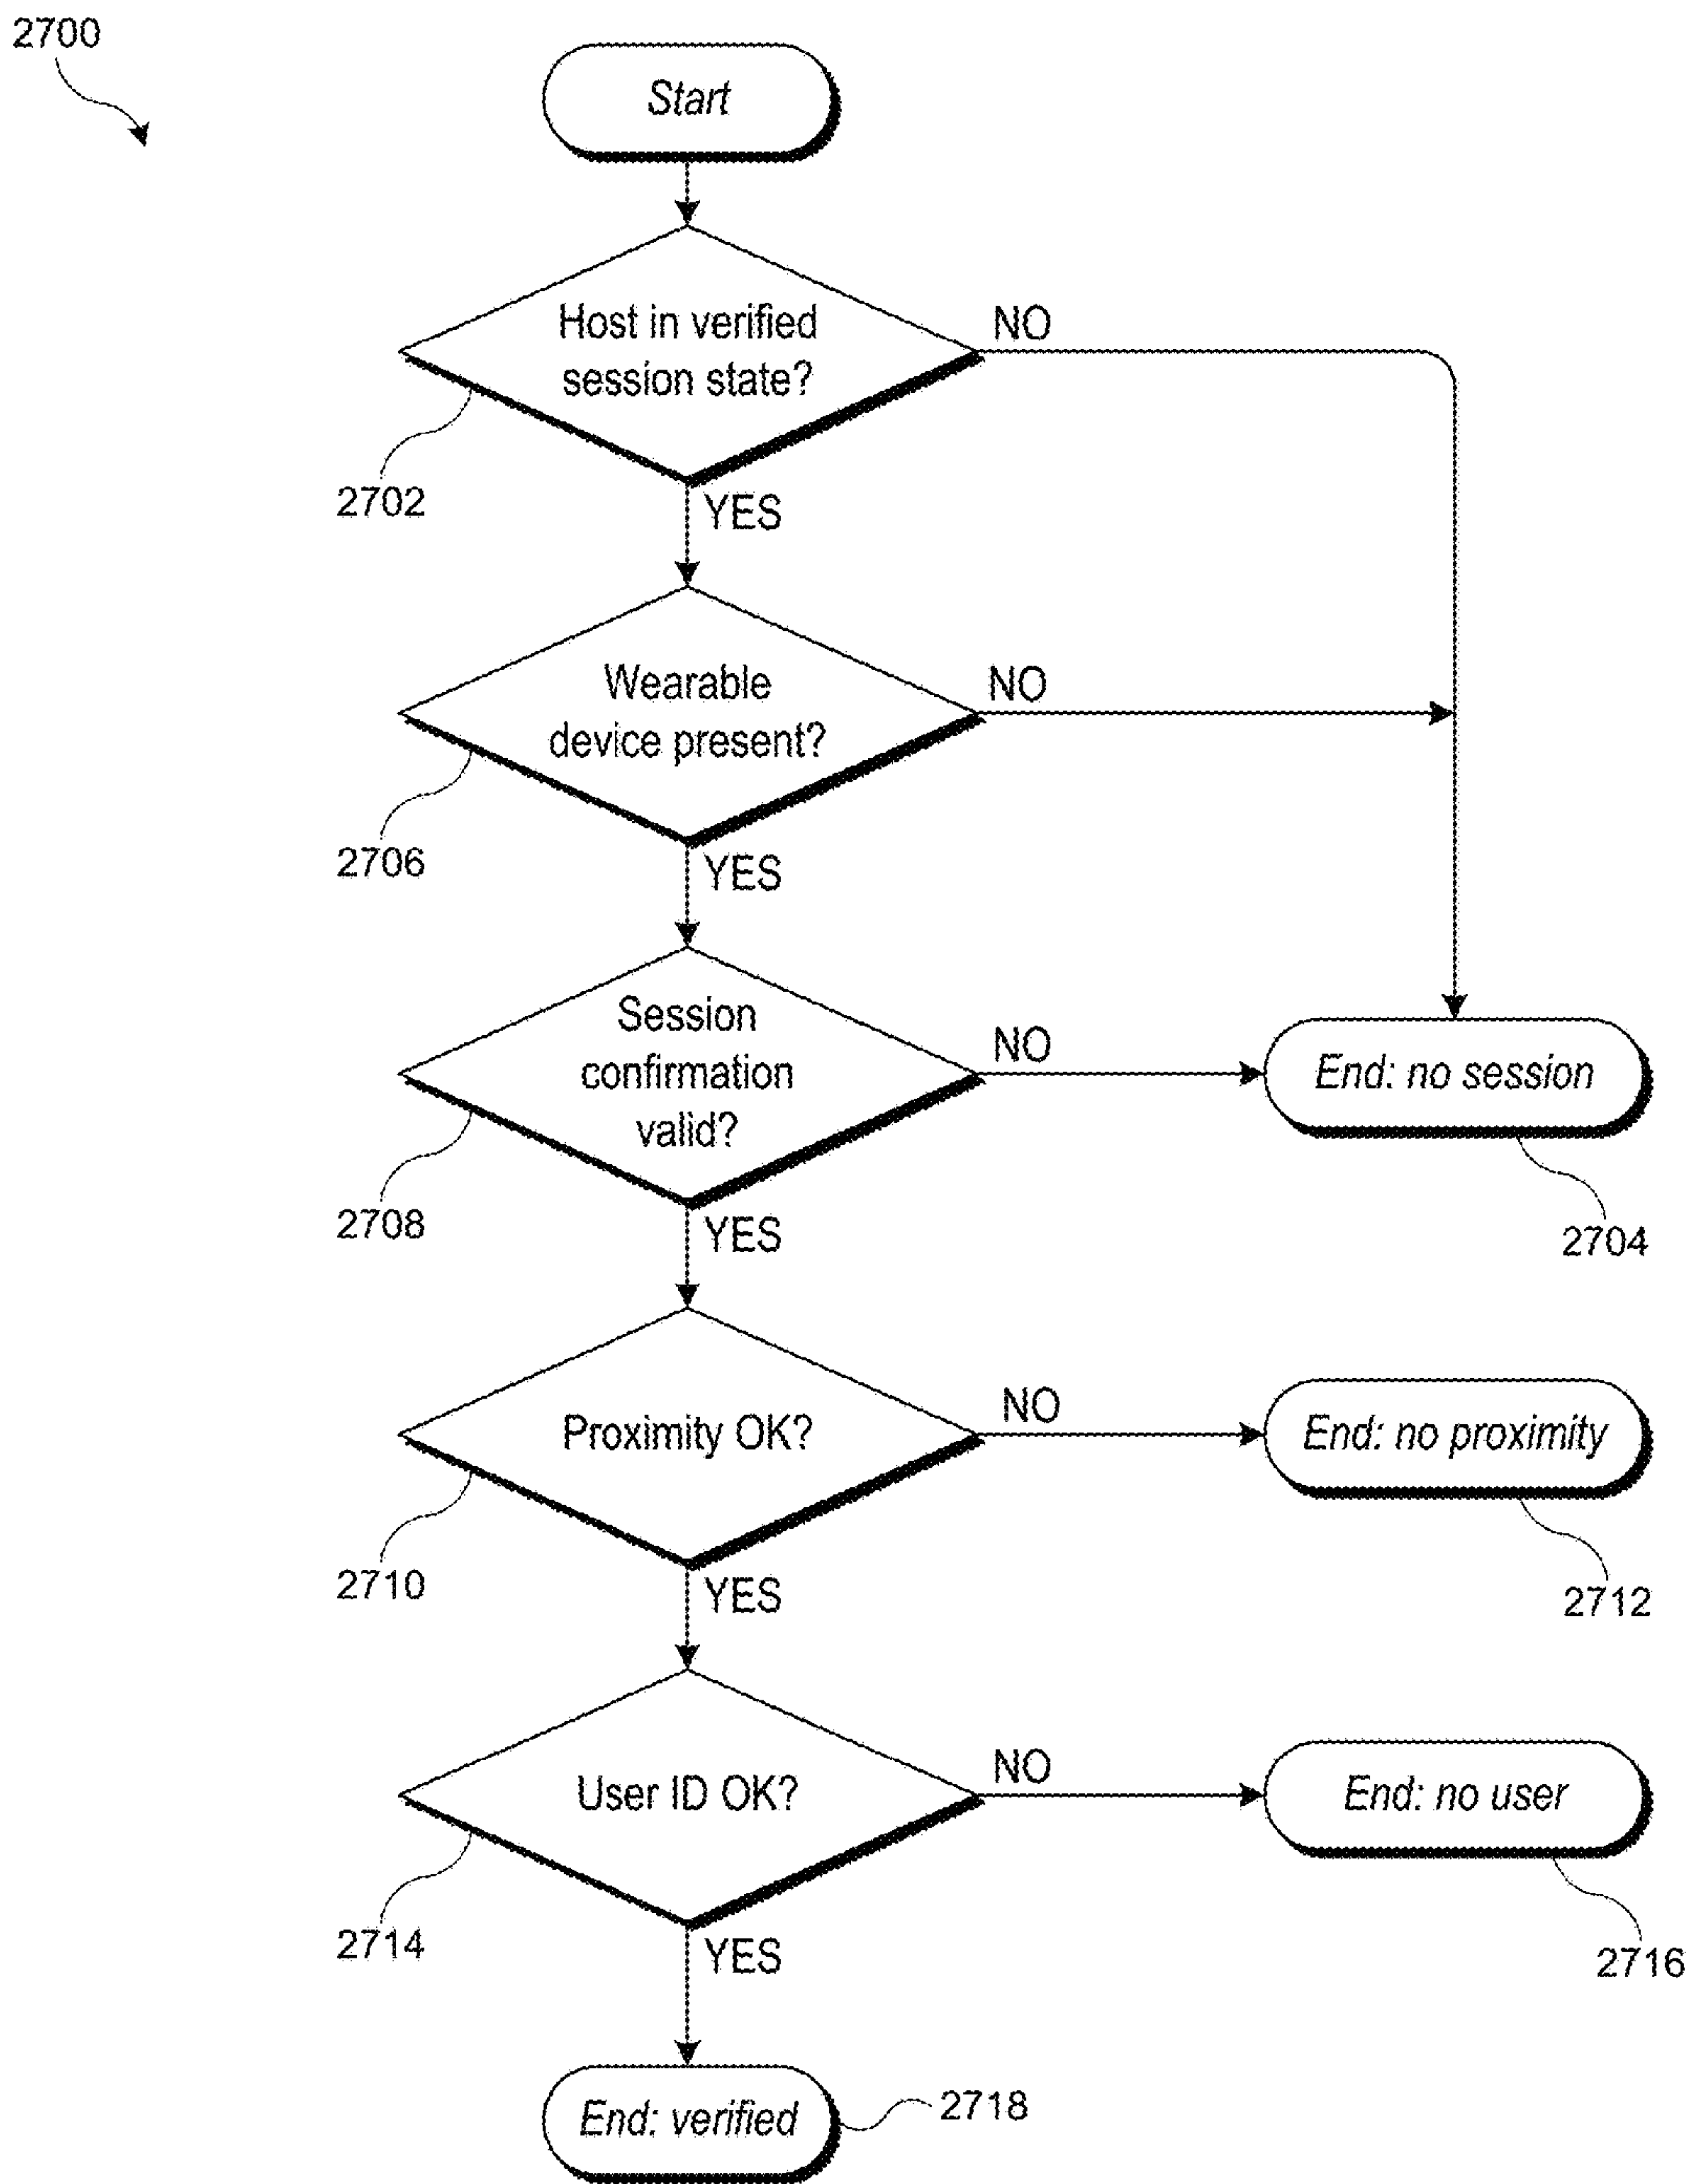 2700
Start
Host in verified
session state?
NO
2702
YES
Wearable
device present?
NO
2706
YES
Session
confirmation
valid?
NO
End: no session
2708
YES
2704
Proximity OK?
NO
End: no proximity
2710
YES
2712
User ID OK?
NO
End: no user
2714
YES
2716
End: verified
2718